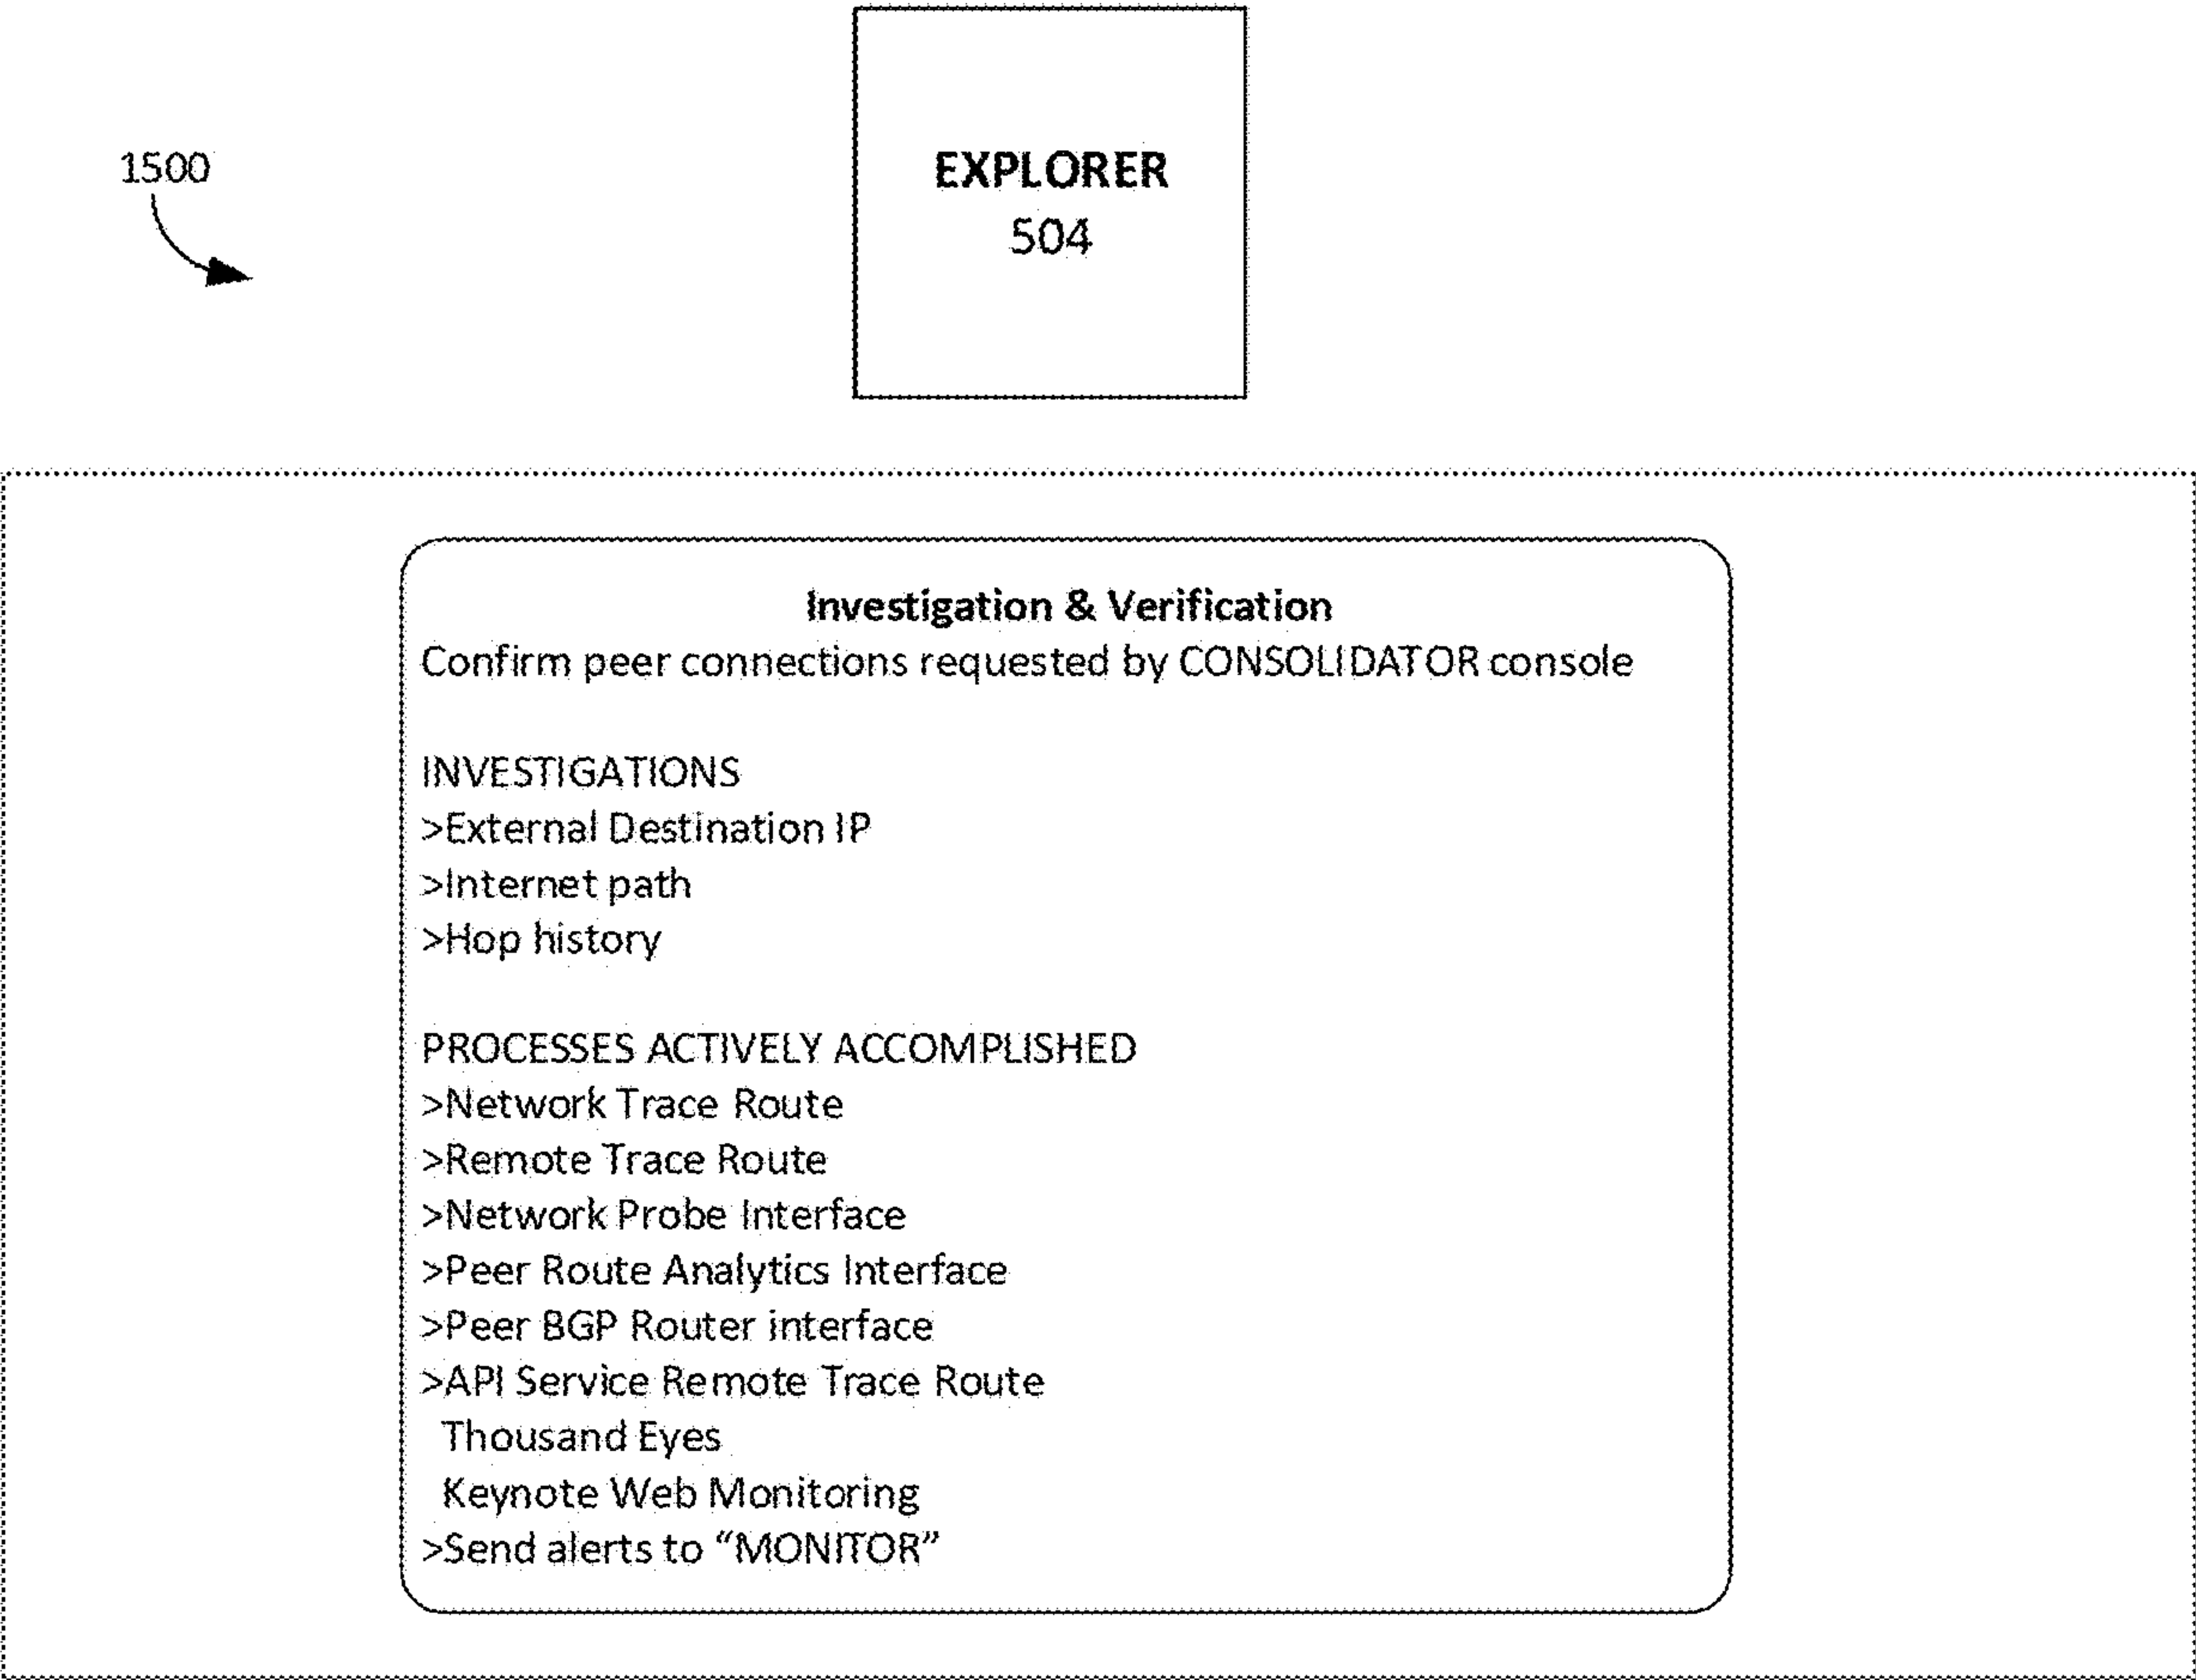 1500
EXPLORER
504
Investigation & Verification
Confirm peer connections requested by CONSOLIDATOR console
INVESTIGATIONS
>External Destination IP
>Internet path
>Hop history
PROCESSES ACTIVELY ACCOMPLISHED
>Network Trace Route
>Remote Trace Route
>Network Probe Interface
>Peer Route Analytics Interface
>Peer BGP Router interface
>API Service Remote Trace Route
Thousand Eyes
Keynote Web Monitoring
>Send alerts to “MONITOR”